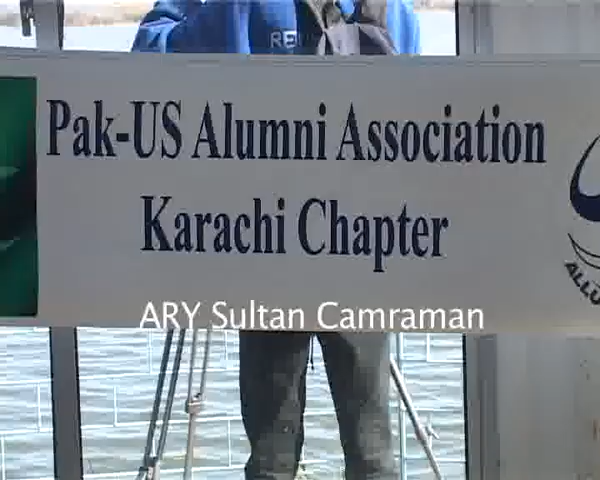 Pak-US Alumni Association
Karachi Chapter
ARY Sultan Camraman